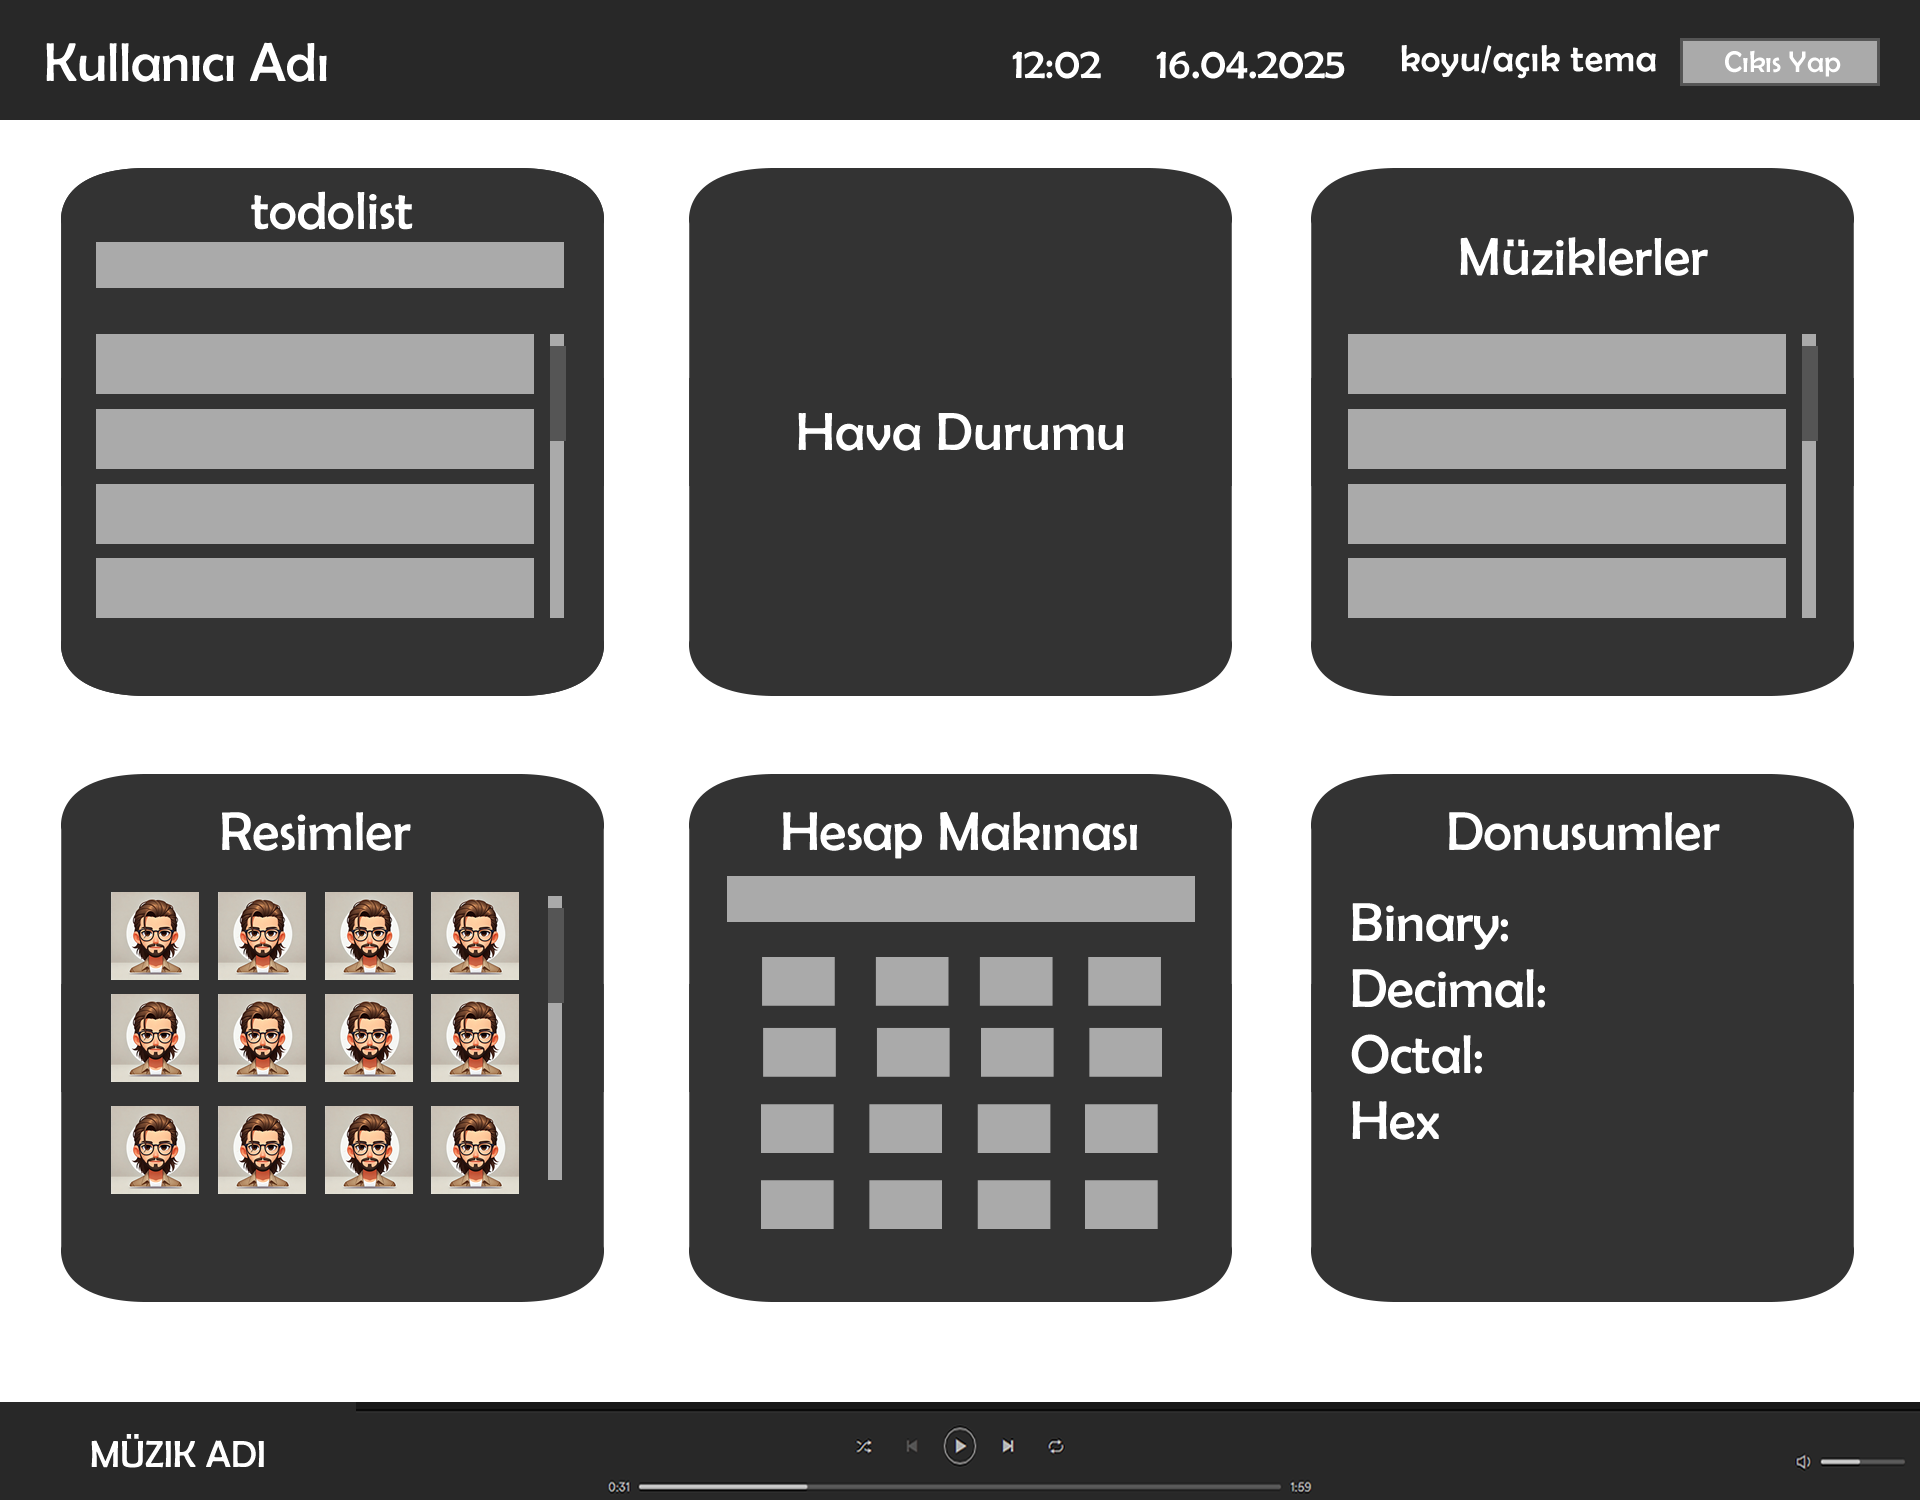 Kullanıcı Adı
12:02
16.04.2025
koyu/açık tema
Cıkıs Yap
todolist
Hava Durumu
Müziklerler
Resimler
Hesap Makınası
Donusumler
Binary:
Decimal:
Octal:
Hex
MÜZIK ADI
0:31
1:59